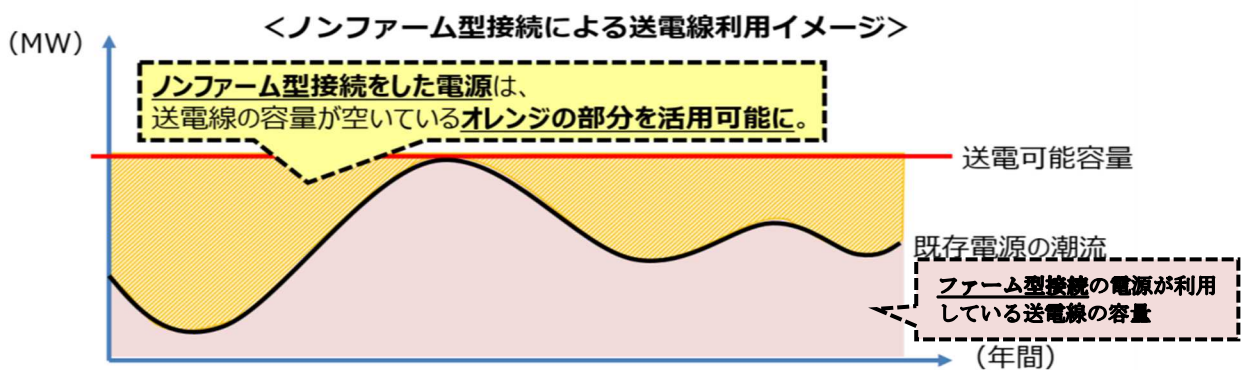 ＜ノンファーム型接続による送電線利用イメージ＞
（MW）
ノンファーム型接続をした電源は、
送電線の容量が空いているオレンジの部分を活用可能に。
送電可能容量
既存電源の潮流
ファーム型接続の電源が利用
している送電線の容量
（年間）